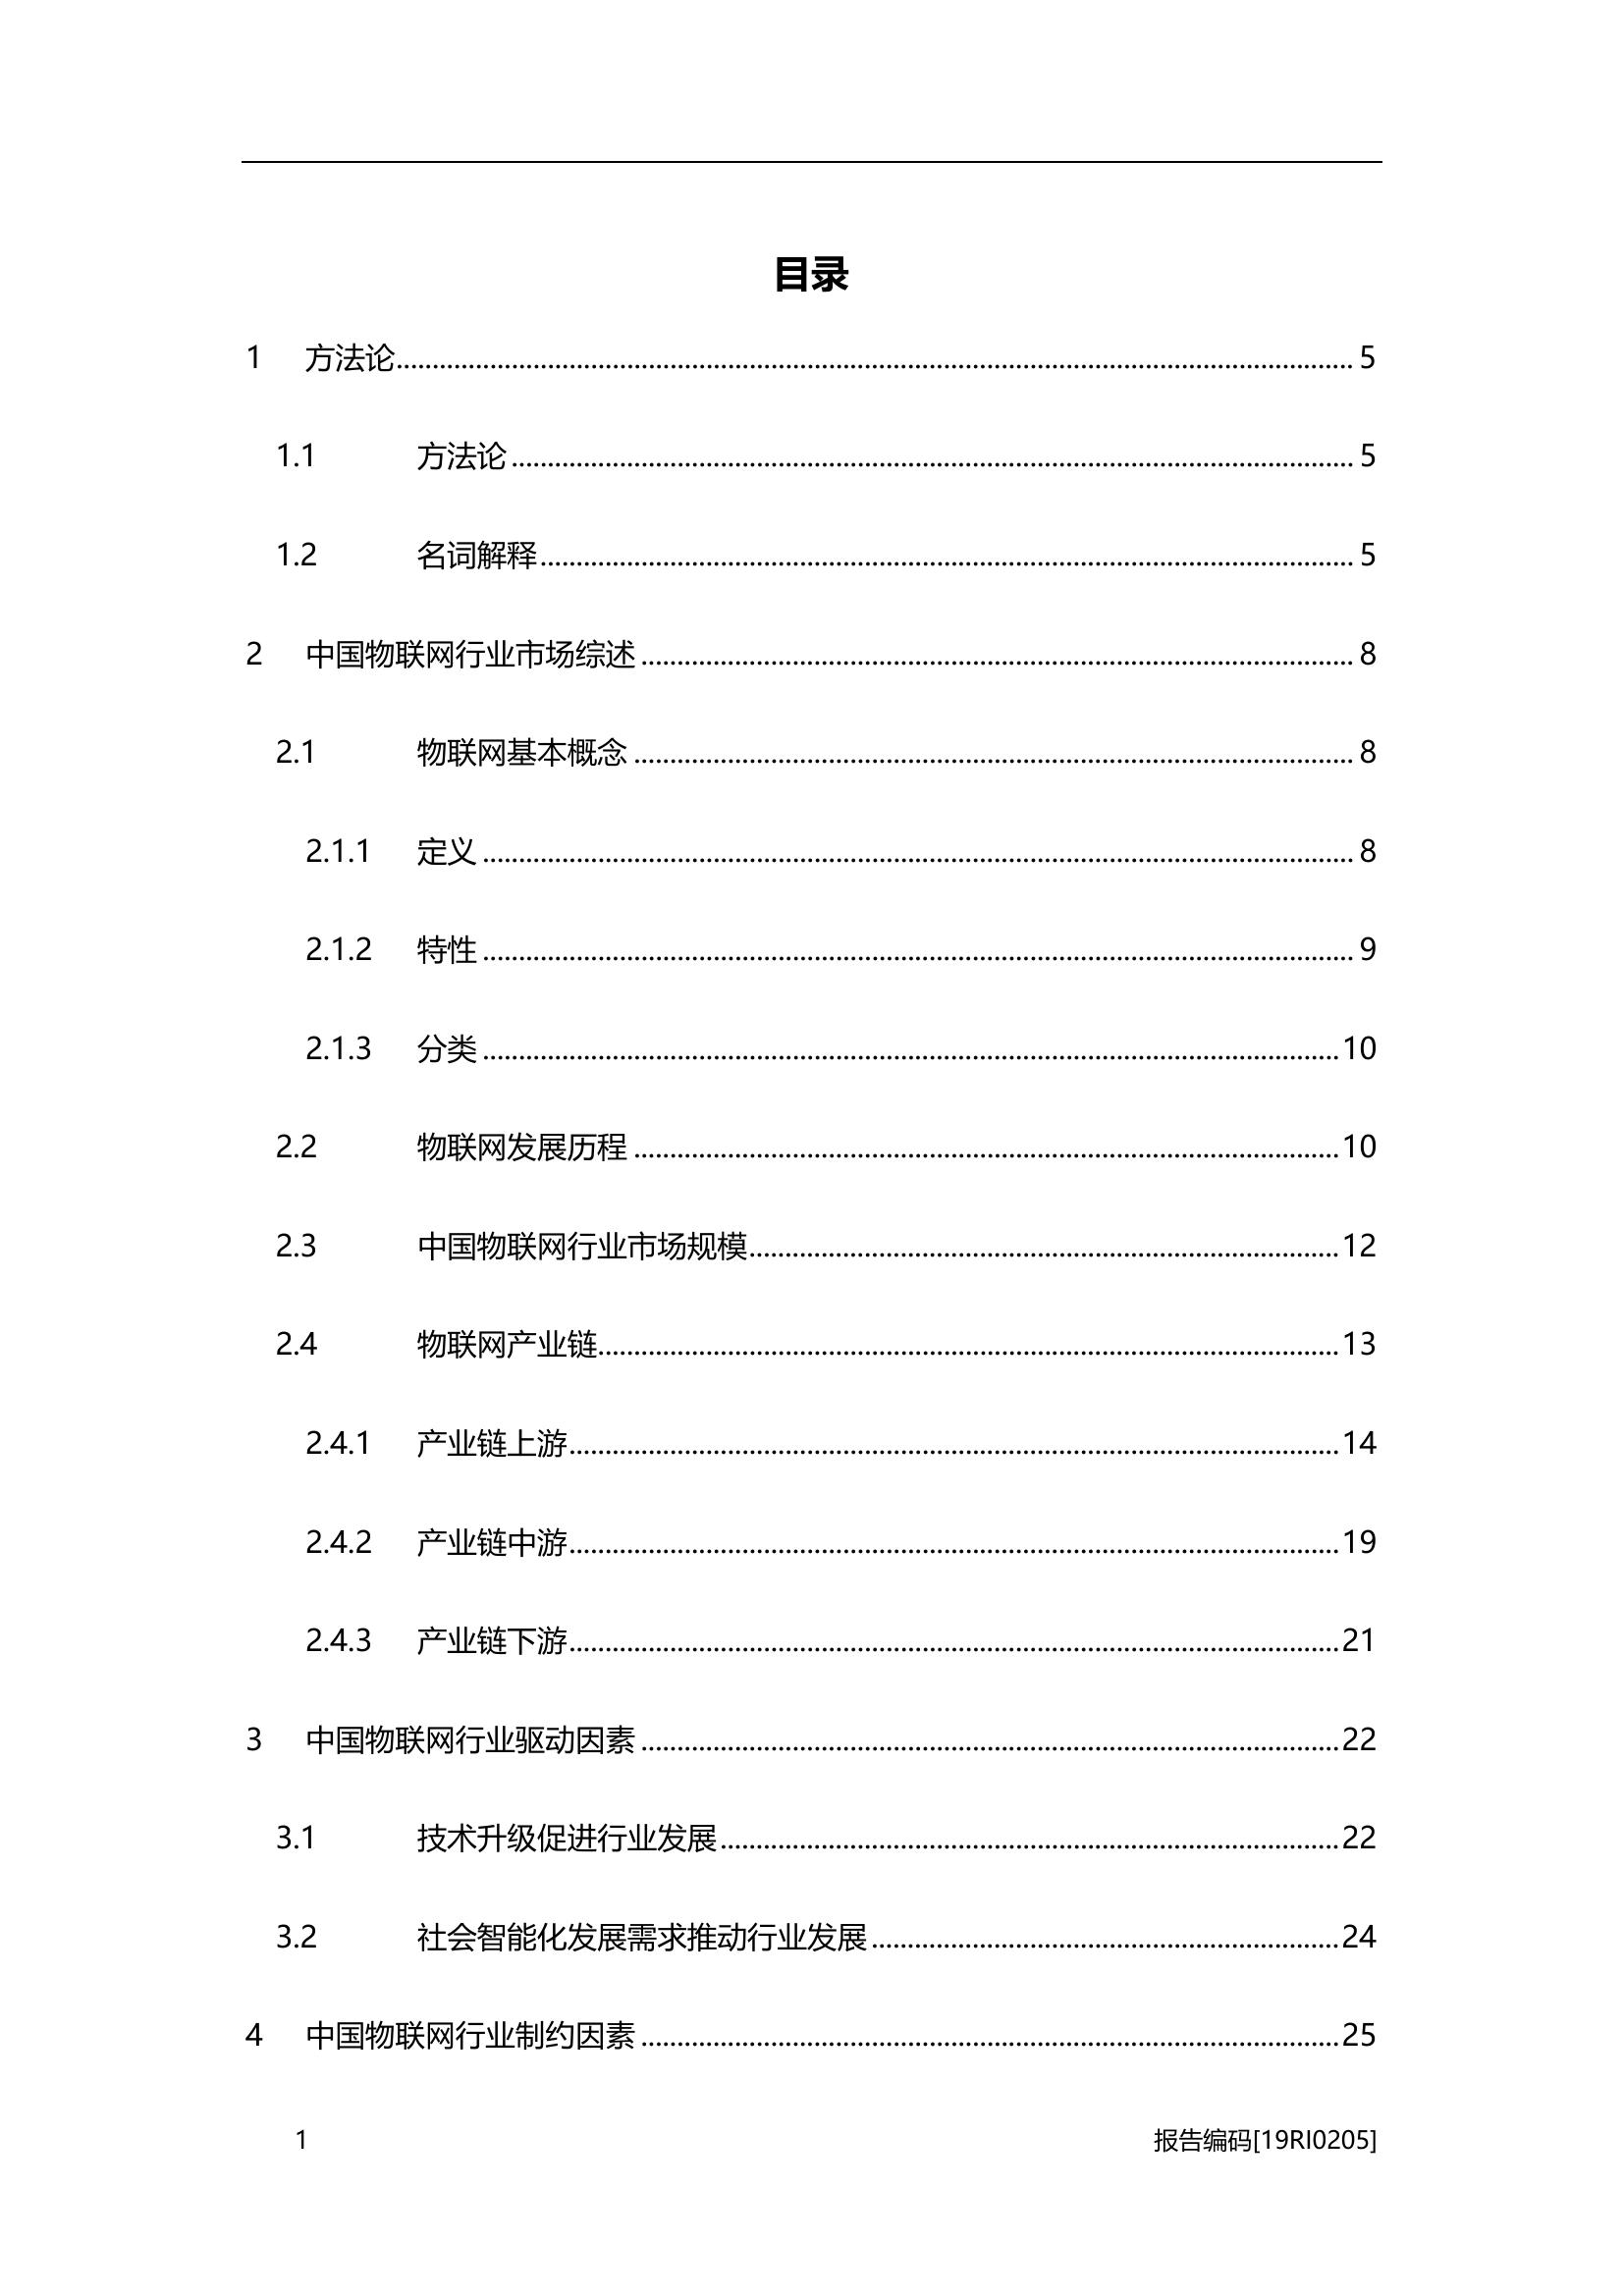 目录
1 方法论 5
1.1 方法论 5
1.2 名词解释 5
2 中国物联网行业市场综述 8
2.1 物联网基本概念 8
2.1.1 定义 8
2.1.2 特性 9
2.1.3 分类 10
2.2 物联网发展历程 10
2.3 中国物联网行业市场规模 12
2.4 物联网产业链 13
2.4.1 产业链上游 14
2.4.2 产业链中游 19
2.4.3 产业链下游 21
3 中国物联网行业驱动因素 22
3.1 技术升级促进行业发展 22
3.2 社会智能化发展需求推动行业发展 24
4 中国物联网行业制约因素 25
1 报告编码[19RI0205]